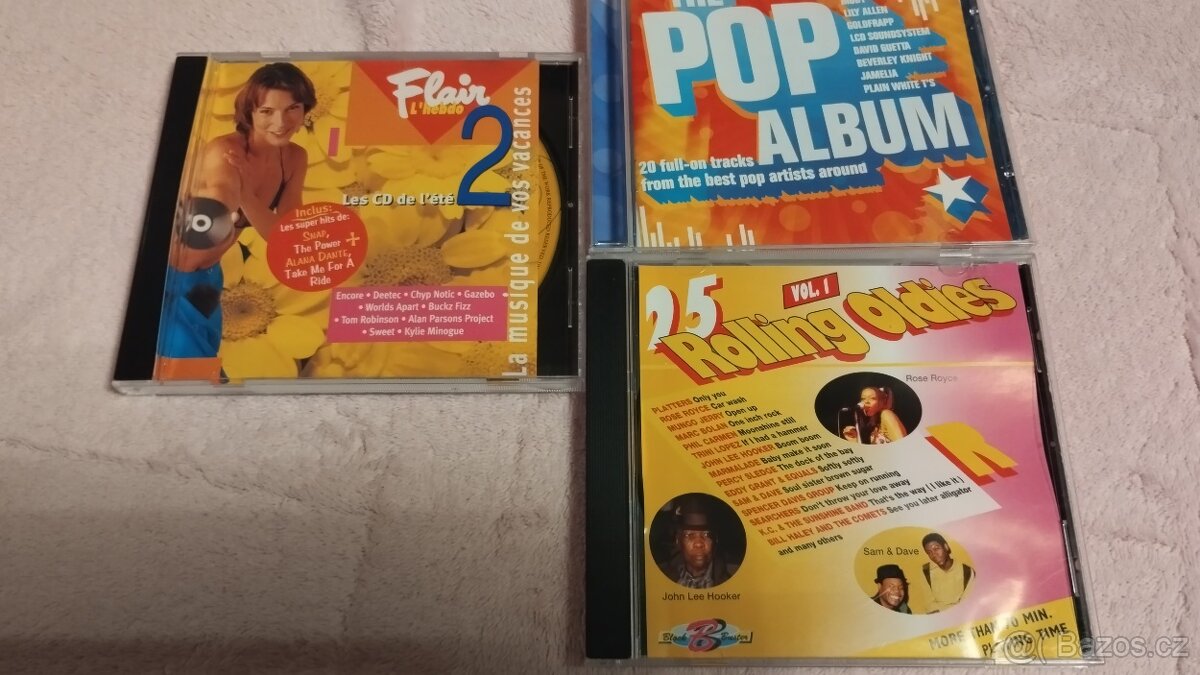 Flair
L'hebdo
2
Les CD de l'été
La musique de vos vacances
Inclus:
Les super hits de:
SNAP,
The Power +
ALANA DANTE,
Take Me For A
Ride
Encore • Deetec • Chyp Notic • Gazebo
• Worlds Apart • Buckz Fizz
• Tom Robinson • Alan Parsons Project
• Sweet • Kylie Minogue
THE
POP
ALBUM
LILY ALLEN
GOLDFRAPP
LCD SOUNDSYSTEM
DAVID GUETTA
BEVERLEY KNIGHT
JAMELIA
PLAIN WHITE T'S
20 full-on tracks
from the best pop artists around
25
VOL. 1
Rolling Oldies
Rose Royce
PLATTERS Only you
ROSE ROYCE Car wash
MUNGO JERRY Open up
MARC BOLAN One inch rock
PHIL CARMEN Moonshine still
TRINI LOPEZ If I had a hammer
JOHN LEE HOOKER Boom boom
MARMALADE Baby make it soon
PERCY SLEDGE The dock of the bay
EDDY GRANT & EQUALS Softly softly
SAM & DAVE Soul sister brown sugar
SPENCER DAVIS GROUP Keep on running
SEARCHERS Don't throw your love away
K.C. & THE SUNSHINE BAND That's the way (I like it)
BILL HALEY AND THE COMETS See you later alligator
and many others
R
John Lee Hooker
Sam & Dave
Block B Buster
MORE THAN 70 MIN.
PLAYING TIME
Bazos.cz